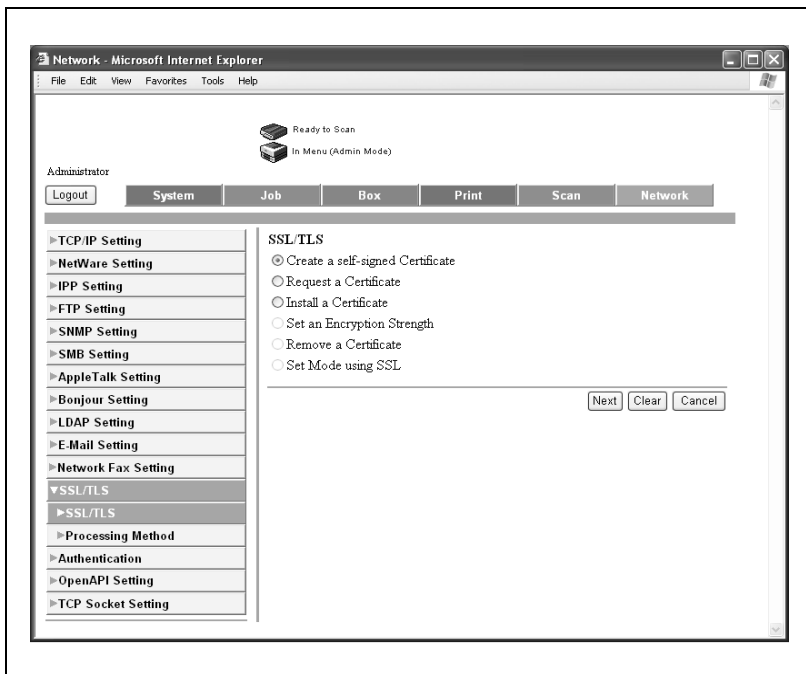 Network - Microsoft Internet Explorer
File Edit View Favorites Tools Help
Ready to Scan
In Menu (Admin Mode)
Administrator
Logout System Job Box Print Scan Network
TCP/IP Setting
NetWare Setting
IPP Setting
FTP Setting
SNMP Setting
SMB Setting
AppleTalk Setting
Bonjour Setting
LDAP Setting
E-Mail Setting
Network Fax Setting
SSL/TLS
SSL/TLS
Processing Method
Authentication
OpenAPI Setting
TCP Socket Setting
SSL/TLS
Create a self-signed Certificate
Request a Certificate
Install a Certificate
Set an Encryption Strength
Remove a Certificate
Set Mode using SSL
Next Clear Cancel